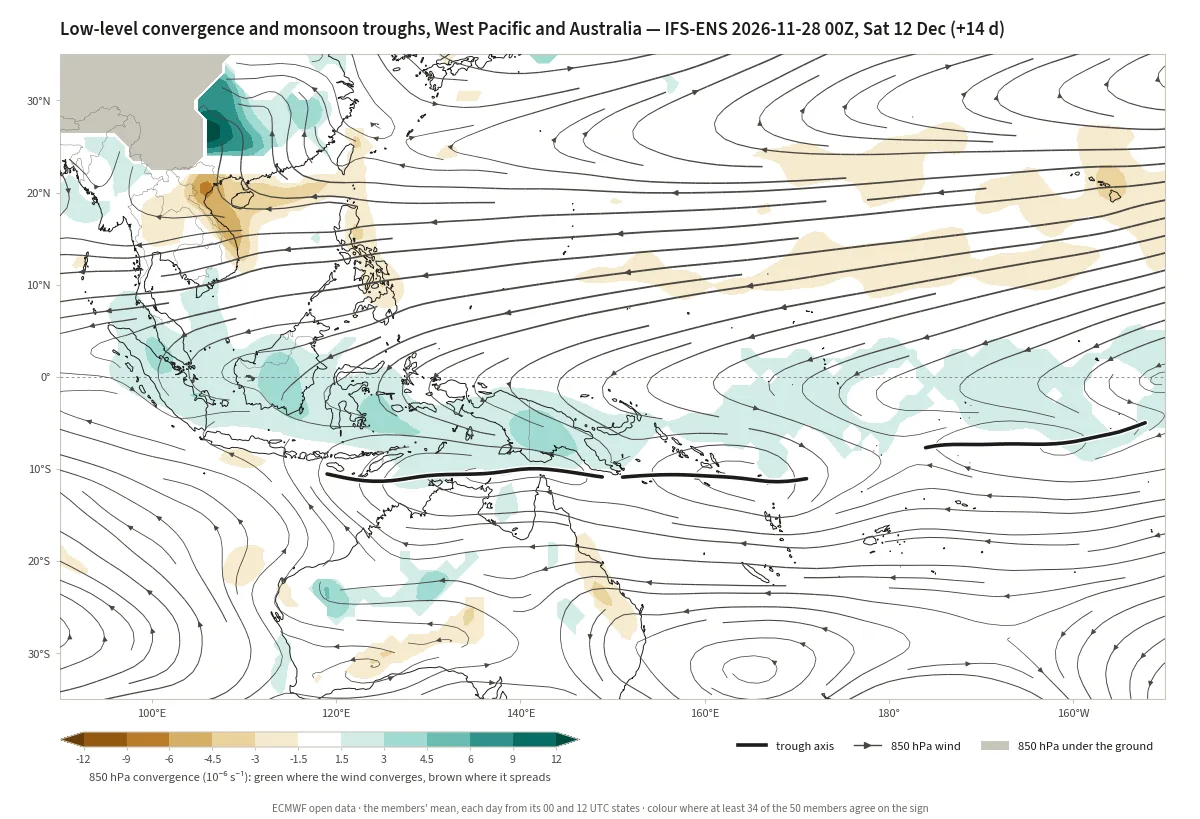 Low-level convergence and monsoon troughs, West Pacific and Australia — IFS-ENS 2026-11-28 00Z, Sat 12 Dec (+14 d)
30°N
20°N
10°N
0°
10°S
20°S
30°S
100°E 120°E 140°E 160°E 180° 160°W
-12 -9 -6 -4.5 -3 -1.5 1.5 3 4.5 6 9 12
850 hPa convergence (10⁻⁶ s⁻¹): green where the wind converges, brown where it spreads
trough axis 850 hPa wind 850 hPa under the ground
ECMWF open data · the members' mean, each day from its 00 and 12 UTC states · colour where at least 34 of the 50 members agree on the sign